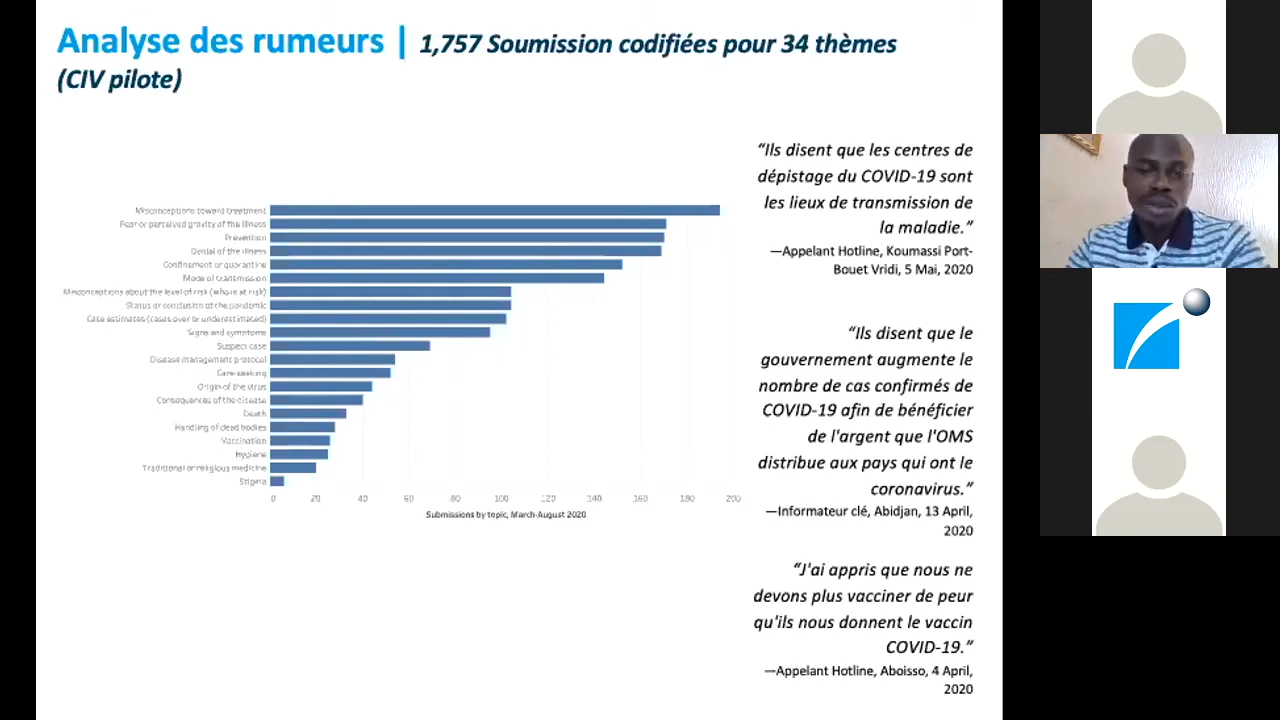 Analyse des rumeurs | 1,757 Soumission codifiées pour 34 thèmes
(CIV pilote)
Misconceptions toward treatment
Fear or perceived gravity of the illness
Prevention
Denial of the illness
Confinement or quarantine
Mode of transmission
Misconceptions about the level of risk (who is at risk)
Status or conclusion of the pandemic
Case estimates (cases over or underestimated)
Signs and symptoms
Suspect case
Disease management protocol
Care-seeking
Origin of the virus
Consequences of the disease
Death
Handling of dead bodies
Vaccination
Hygiene
Traditional or religious medicine
Stigma
0 20 40 60 80 100 120 140 160 180 200
Submissions by topic, March-August 2020
“Ils disent que les centres de
dépistage du COVID-19 sont
les lieux de transmission de
la maladie.”
—Appelant Hotline, Koumassi Port-
Bouet Vridi, 5 Mai, 2020
“Ils disent que le
gouvernement augmente le
nombre de cas confirmés de
COVID-19 afin de bénéficier
de l'argent que l'OMS
distribue aux pays qui ont le
coronavirus.”
—Informateur clé, Abidjan, 13 April,
2020
“J'ai appris que nous ne
devons plus vacciner de peur
qu'ils nous donnent le vaccin
COVID-19.”
—Appelant Hotline, Aboisso, 4 April,
2020